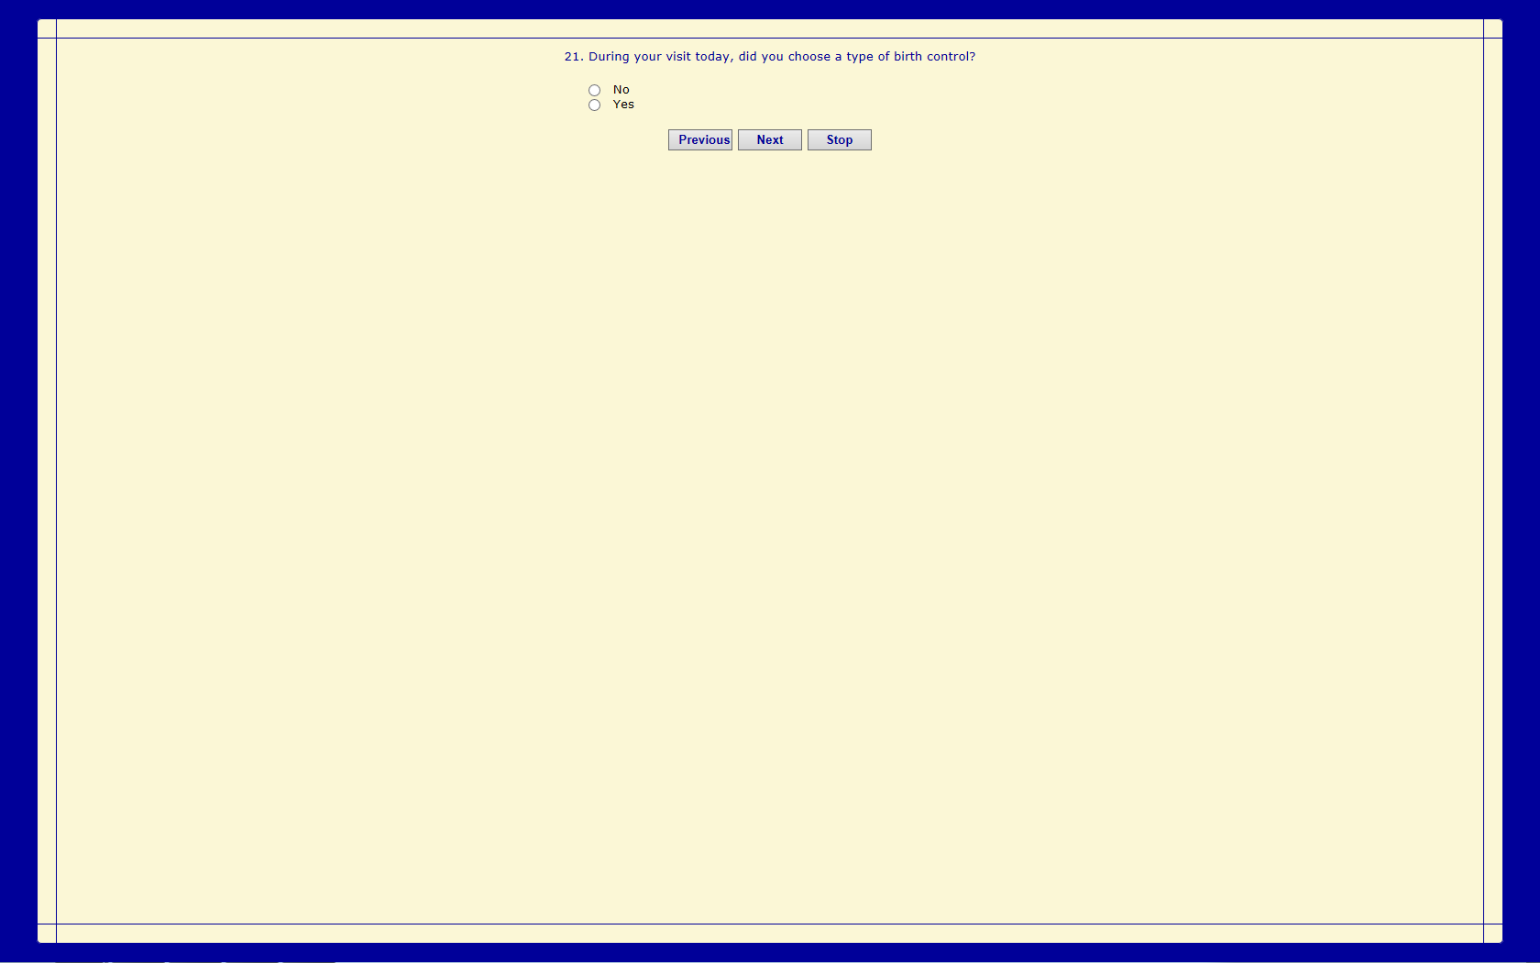 21. During your visit today, did you choose a type of birth control?
No
Yes
Previous Next Stop